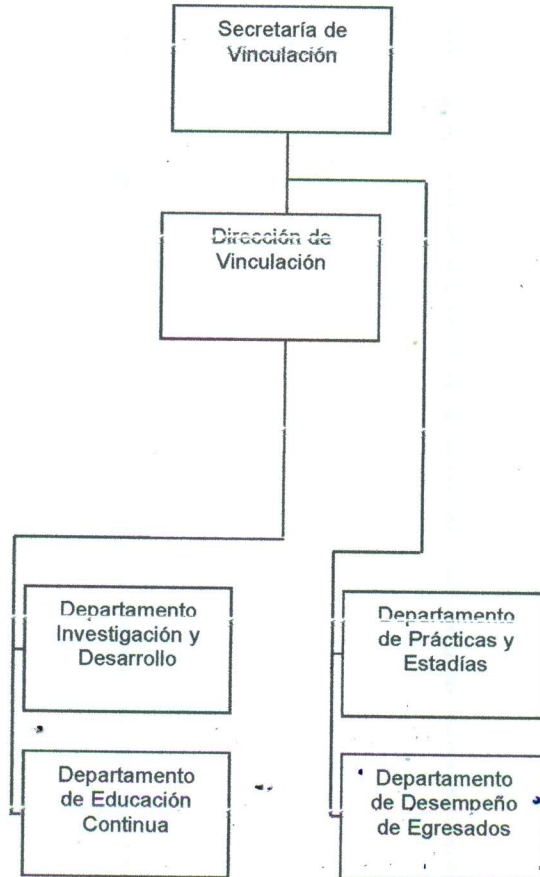 Secretaría de
Vinculación
Dirección de
Vinculación
Departamento
Investigación y
Desarrollo
Departamento
de Prácticas y
Estadías
Departamento
de Educación
Continua
Departamento
de Desempeño
de Egresados